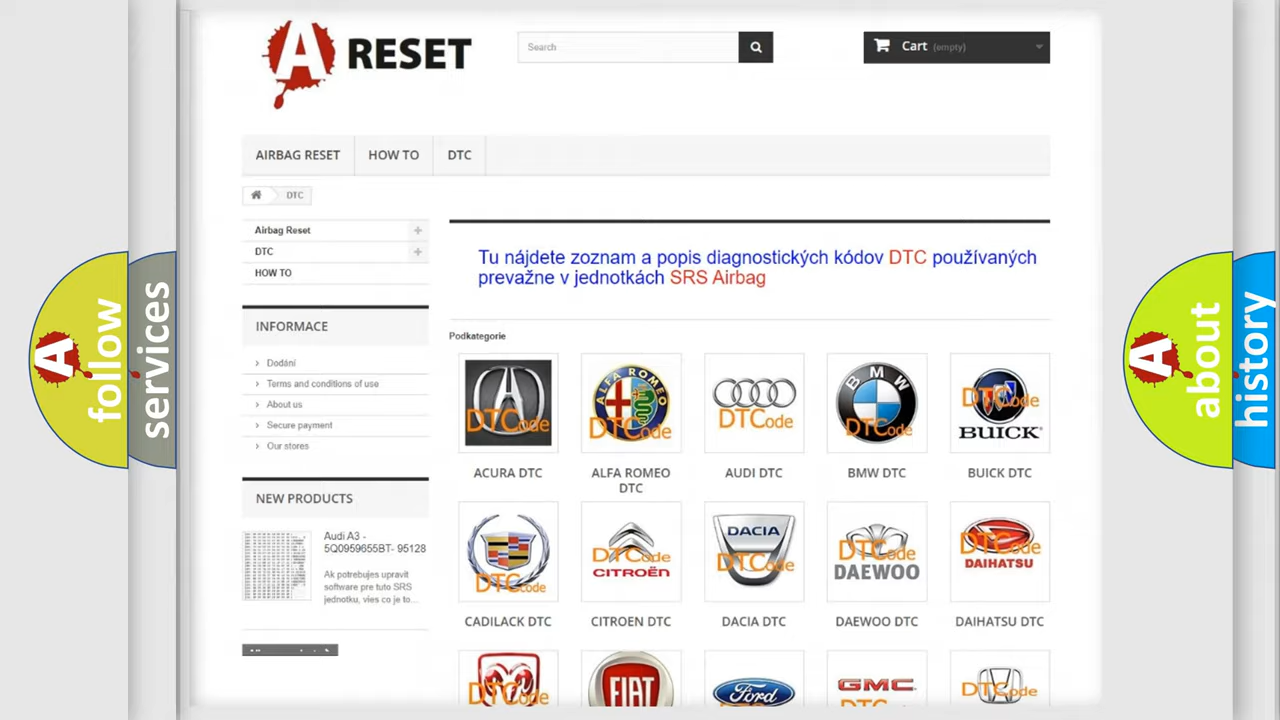 A RESET
Search
Cart (empty)
AIRBAG RESET
HOW TO
DTC
DTC
Airbag Reset
DTC
HOW TO
INFORMACE
Dodání
Terms and conditions of use
About us
Secure payment
Our stores
NEW PRODUCTS
Audi A3 -
5Q0959655BT- 95128
Ak potrebujes upravit
software pre tuto SRS
jednotku, vies co je to...
Tu nájdete zoznam a popis diagnostických kódov DTC používaných
prevažne v jednotkách SRS Airbag
Podkategorie
DTCode
ALFA ROMEO
DTCode
DTCode
BMW
DTCode
DTCode
BUICK
ACURA DTC
ALFA ROMEO
DTC
AUDI DTC
BMW DTC
BUICK DTC
DTCode
DTCode
CITROËN
DACIA
DTCode
DTCode
DAEWOO
DTCode
DAIHATSU
CADILACK DTC
CITROEN DTC
DACIA DTC
DAEWOO DTC
DAIHATSU DTC
DTCode
FIAT
Ford
GMC
DTCode
A follow
services
A about
history